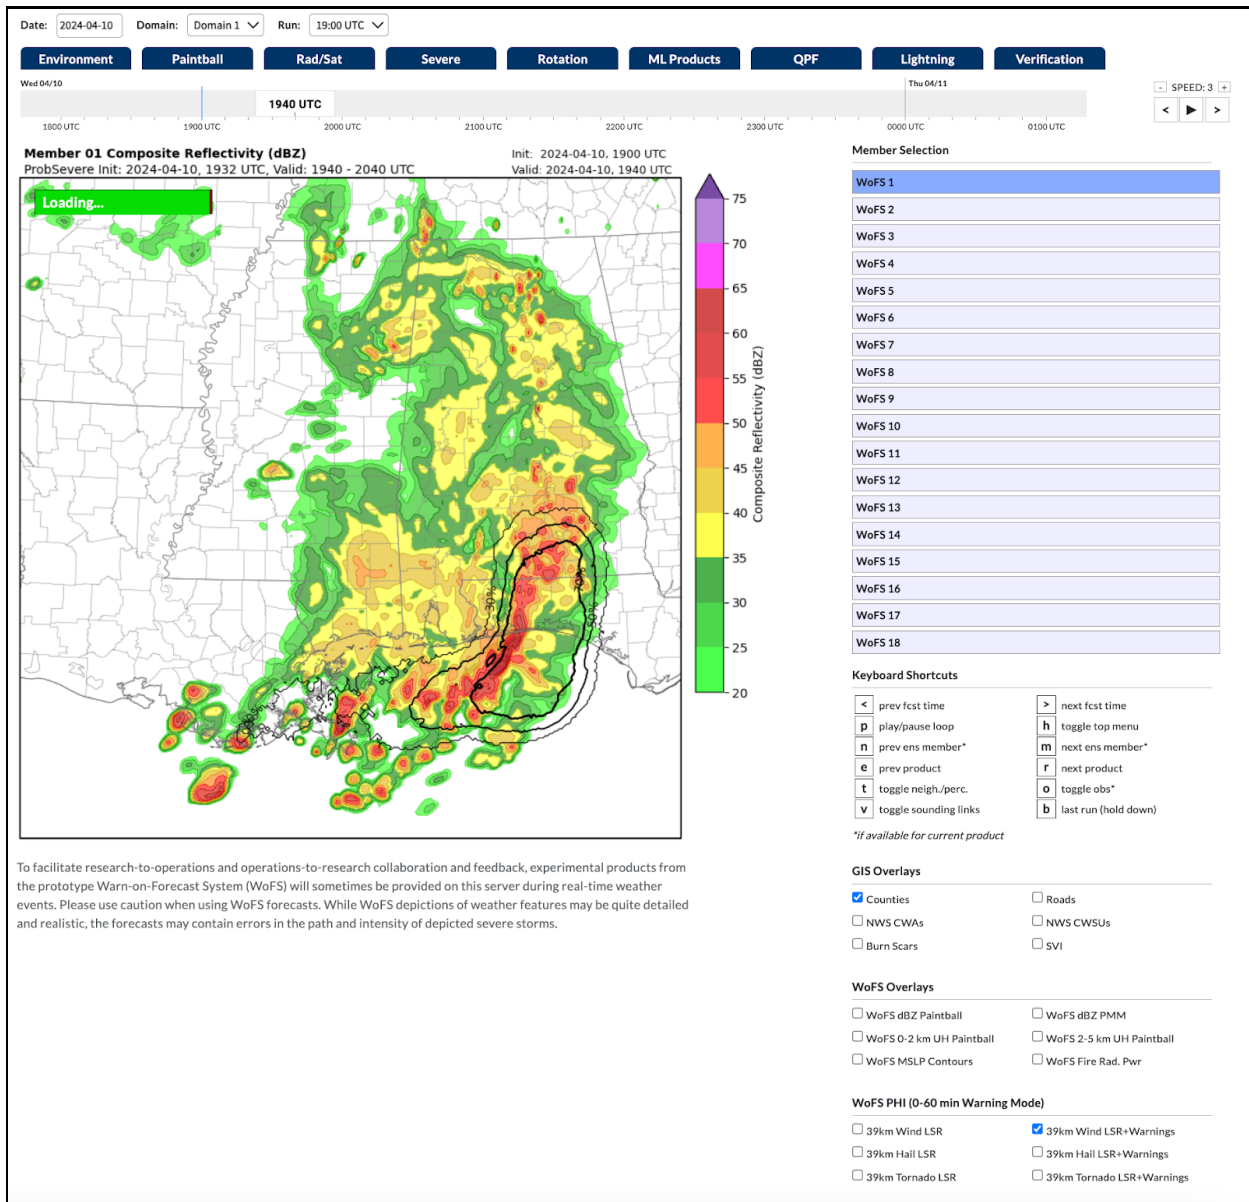 Date: 2024-04-10 Domain: Domain 1 Run: 19:00 UTC
Environment Paintball Rad/Sat Severe Rotation ML Products QPF Lightning Verification
Wed 04/10 Thu 04/11
1940 UTC
- SPEED: 3 +
< ▶ >
1800 UTC 1900 UTC 2000 UTC 2100 UTC 2200 UTC 2300 UTC 0000 UTC 0100 UTC
Member 01 Composite Reflectivity (dBZ) Init: 2024-04-10, 1900 UTC
ProbSevere Init: 2024-04-10, 1932 UTC, Valid: 1940 - 2040 UTC Valid: 2024-04-10, 1940 UTC
Loading...
30%
70%
50%
75
70
65
60
55
50
45
40
35
30
25
20
Composite Reflectivity (dBZ)
To facilitate research-to-operations and operations-to-research collaboration and feedback, experimental products from
the prototype Warn-on-Forecast System (WoFS) will sometimes be provided on this server during real-time weather
events. Please use caution when using WoFS forecasts. While WoFS depictions of weather features may be quite detailed
and realistic, the forecasts may contain errors in the path and intensity of depicted severe storms.
Member Selection
WoFS 1
WoFS 2
WoFS 3
WoFS 4
WoFS 5
WoFS 6
WoFS 7
WoFS 8
WoFS 9
WoFS 10
WoFS 11
WoFS 12
WoFS 13
WoFS 14
WoFS 15
WoFS 16
WoFS 17
WoFS 18
Keyboard Shortcuts
< prev fcst time > next fcst time
p play/pause loop h toggle top menu
n prev ens member* m next ens member*
e prev product r next product
t toggle neigh./perc. o toggle obs*
v toggle sounding links b last run (hold down)
*if available for current product
GIS Overlays
Counties Roads
NWS CWAs NWS CWSUs
Burn Scars SVI
WoFS Overlays
WoFS dBZ Paintball WoFS dBZ PMM
WoFS 0-2 km UH Paintball WoFS 2-5 km UH Paintball
WoFS MSLP Contours WoFS Fire Rad. Pwr
WoFS PHI (0-60 min Warning Mode)
39km Wind LSR 39km Wind LSR+Warnings
39km Hail LSR 39km Hail LSR+Warnings
39km Tornado LSR 39km Tornado LSR+Warnings